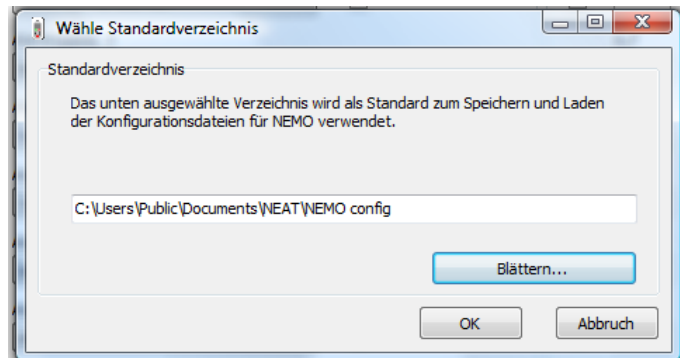 Wähle Standardverzeichnis
Standardverzeichnis
Das unten ausgewählte Verzeichnis wird als Standard zum Speichern und Laden
der Konfigurationsdateien für NEMO verwendet.
C:\Users\Public\Documents\NEAT\NEMO config
Blättern...
OK
Abbruch